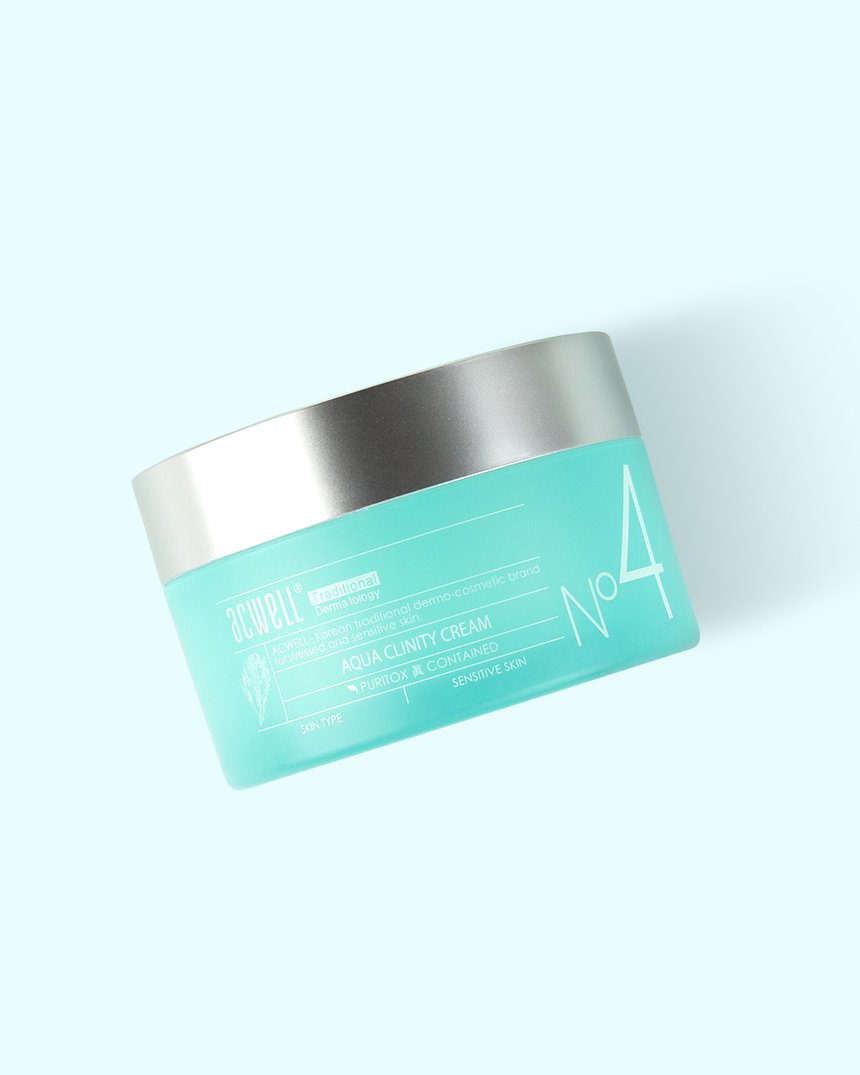 acwell®
Traditional
Derma tology
ACWELL-Korean traditional dermo-cosmetic brand
for stressed and sensitive skin.
AQUA CLINITY CREAM
PURITOX CONTAINED
SKIN TYPE
SENSITIVE SKIN
No4